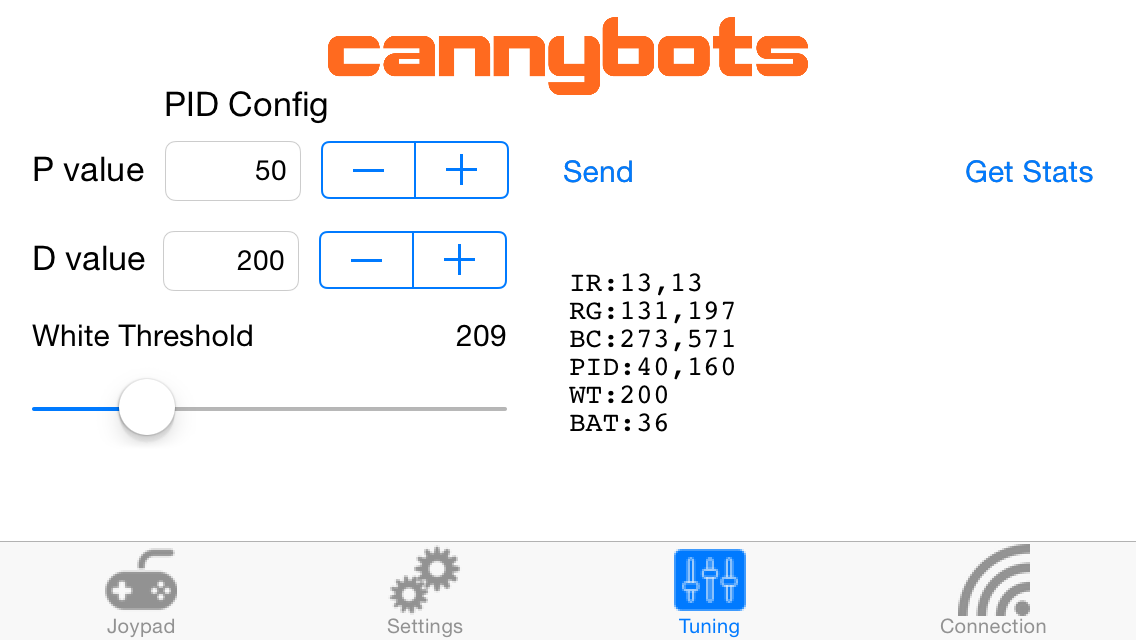 cannybots
PID Config
P value 50 Send Get Stats
D value 200
White Threshold 209
IR:13,13
RG:131,197
BC:273,571
PID:40,160
WT:200
BAT:36
Joypad Settings Tuning Connection